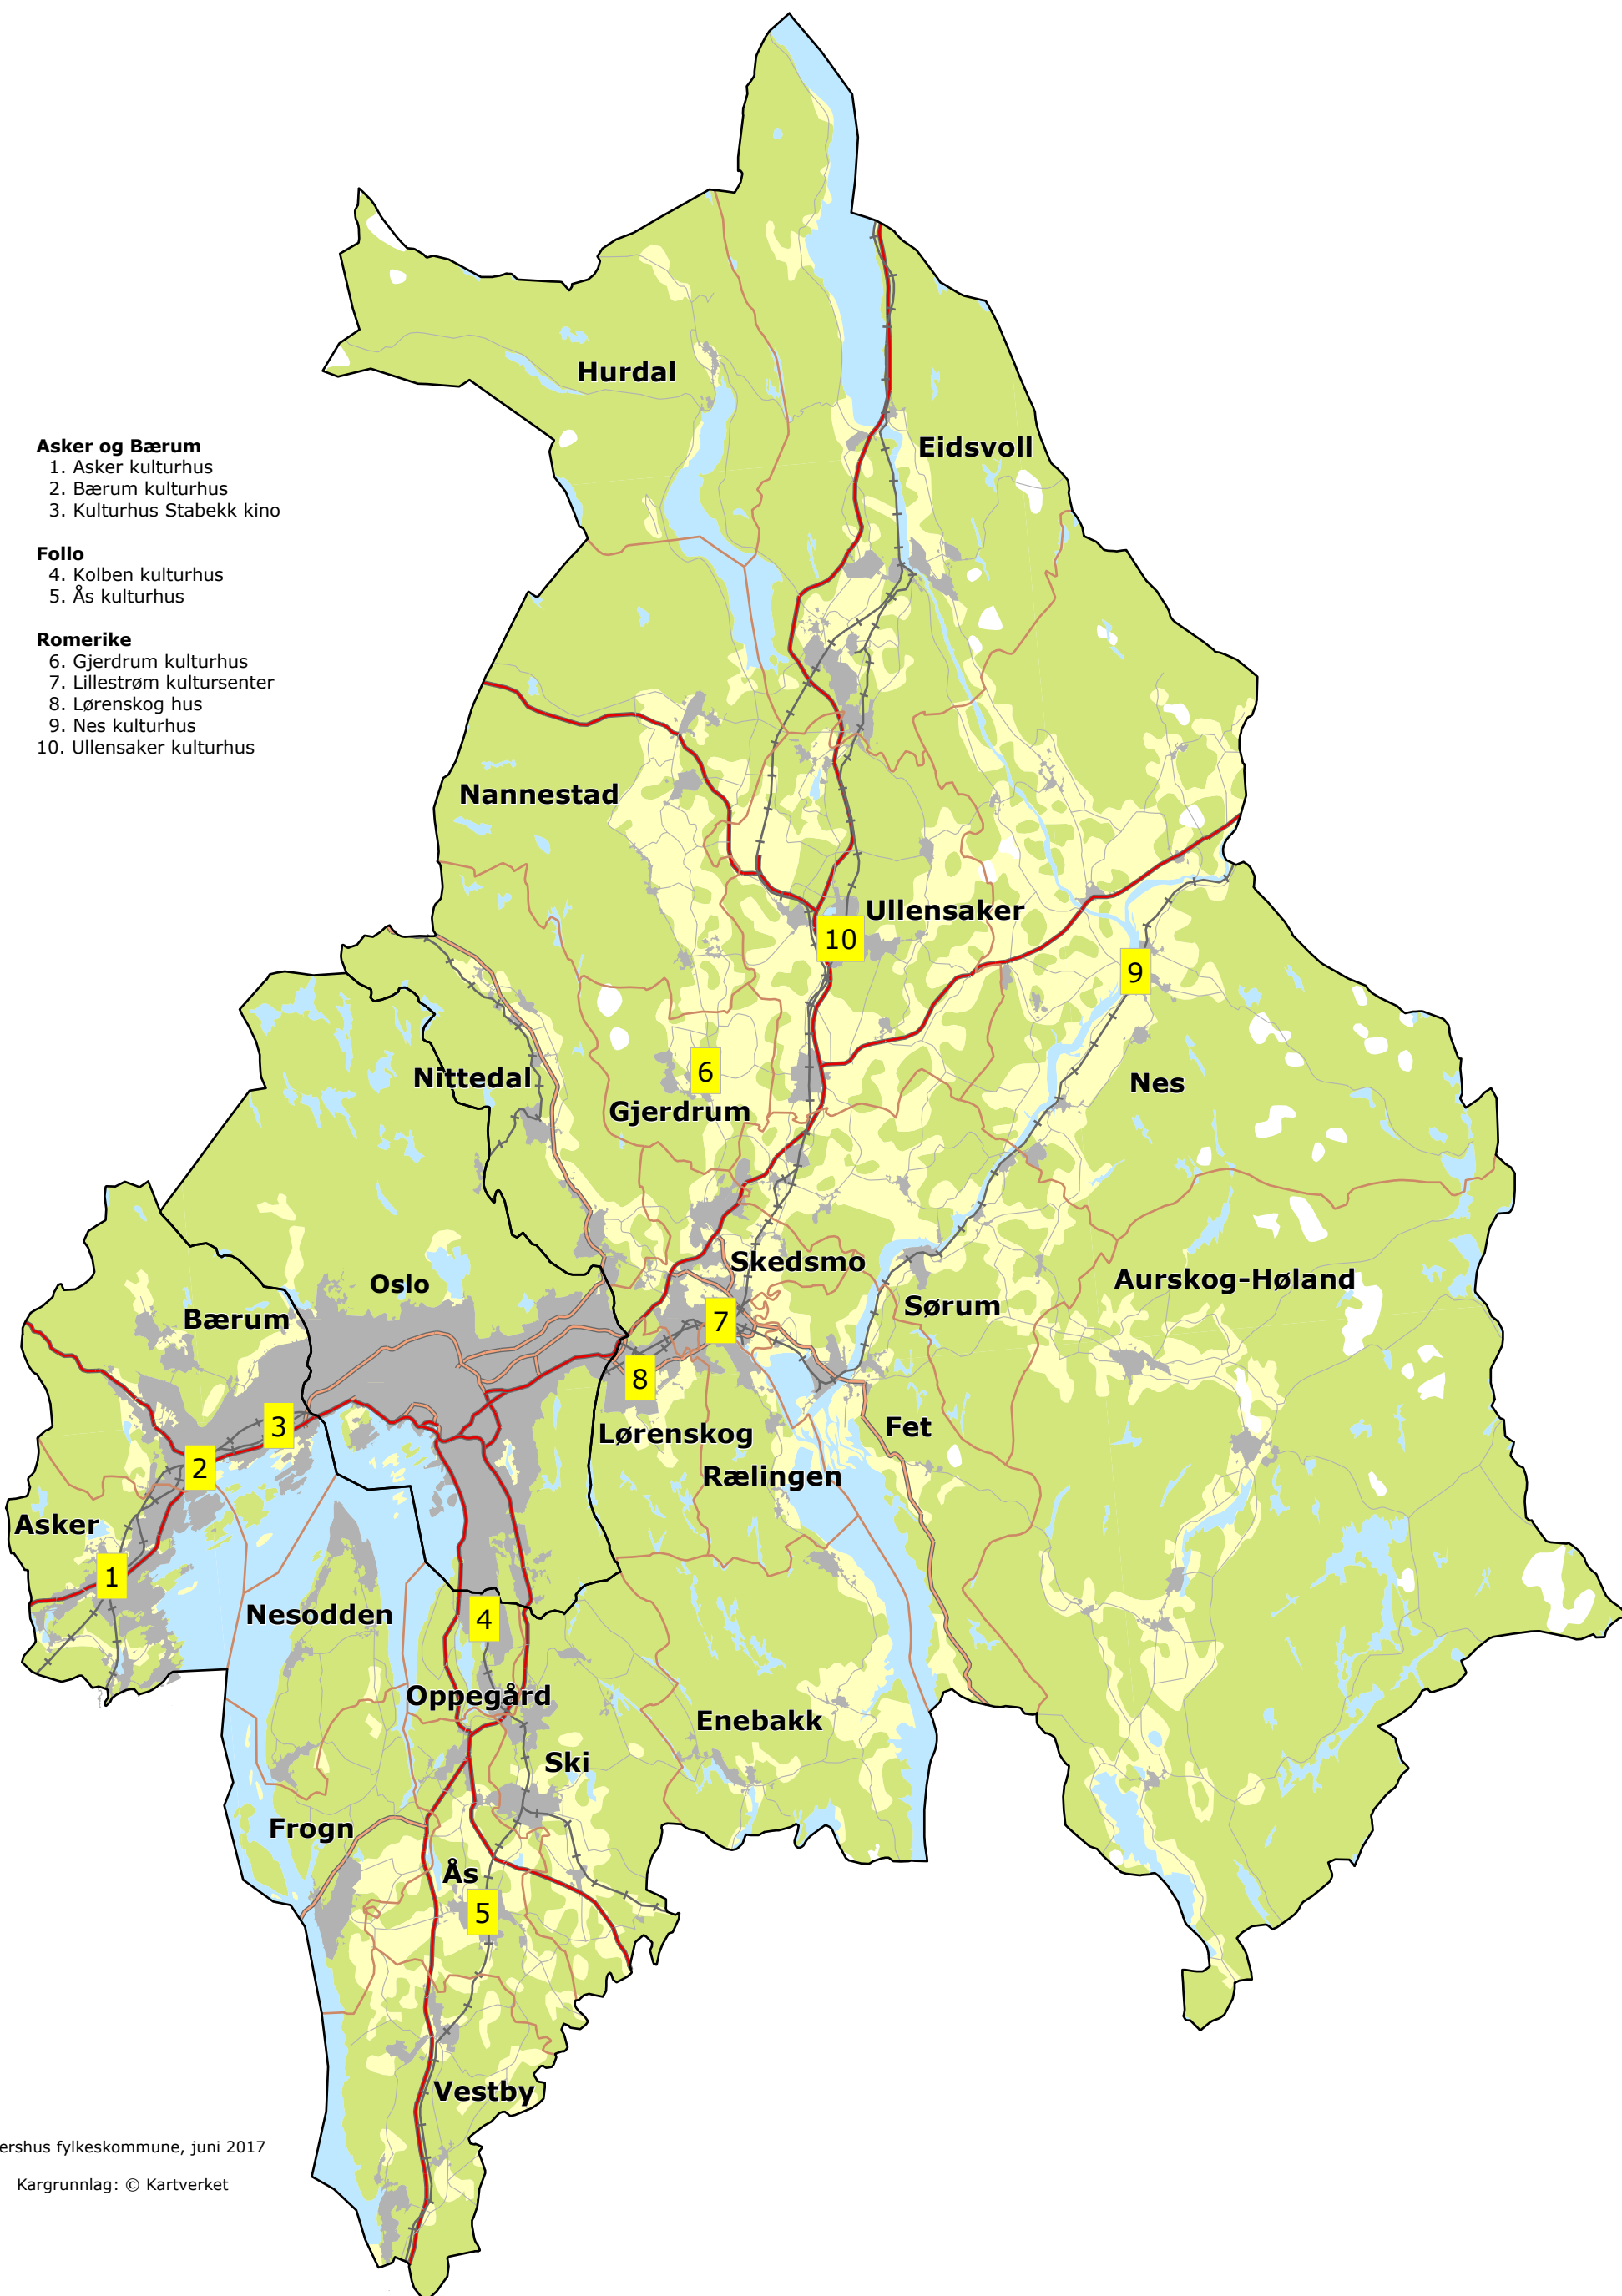 Asker og Bærum
1. Asker kulturhus
2. Bærum kulturhus
3. Kulturhus Stabekk kino
Follo
4. Kolben kulturhus
5. Ås kulturhus
Romerike
6. Gjerdrum kulturhus
7. Lillestrøm kultursenter
8. Lørenskog hus
9. Nes kulturhus
10. Ullensaker kulturhus
Hurdal
Eidsvoll
Nannestad
Ullensaker
10
9
6
Nittedal
Nes
Gjerdrum
Skedsmo
Aurskog-Høland
Oslo
Sørum
Bærum
7
8
3
Fet
Lørenskog
2
Rælingen
Asker
1
Nesodden
4
Oppegård
Enebakk
Ski
Frogn
Ås
5
Vestby
ershus fylkeskommune, juni 2017
Kargrunnlag: © Kartverket